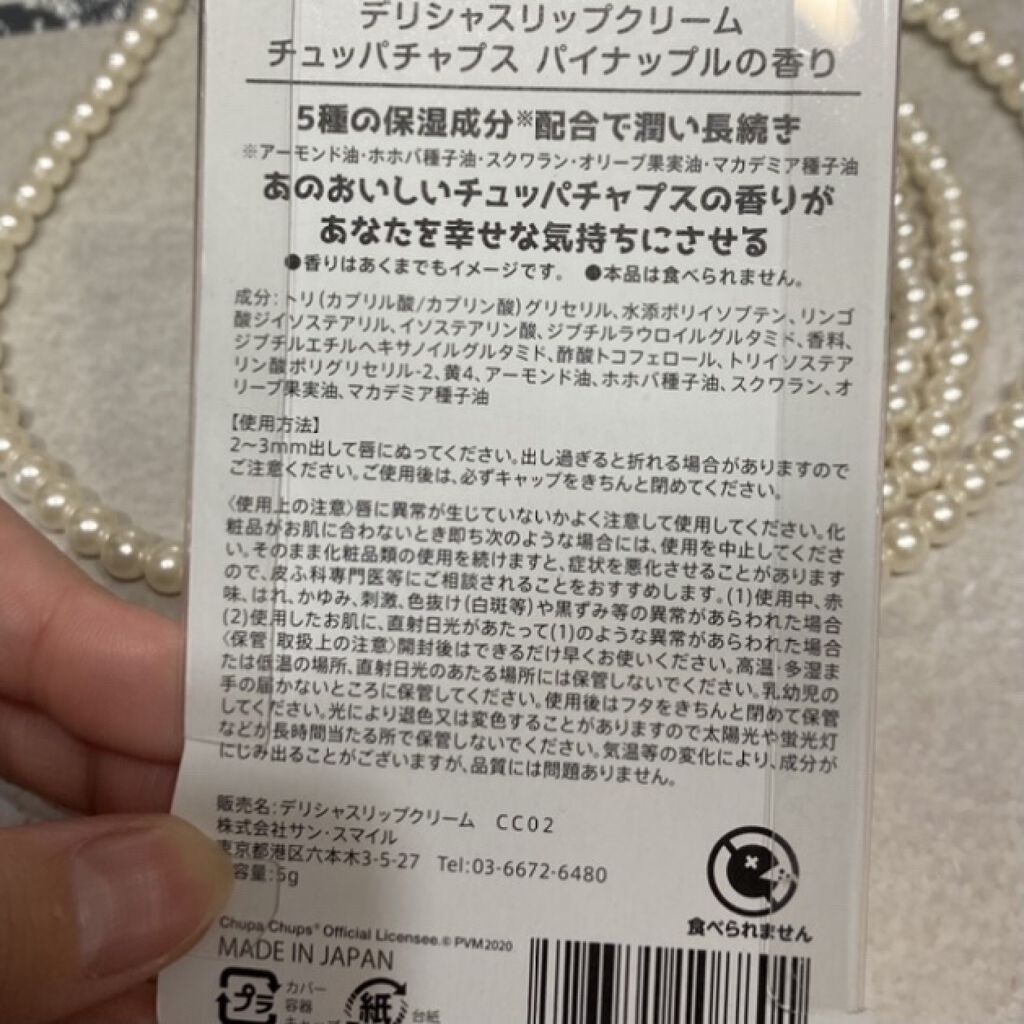 デリシャスリップクリーム
チュッパチャプス パイナップルの香り
5種の保湿成分※配合で潤い長続き
※アーモンド油・ホホバ種子油・スクワラン・オリーブ果実油・マカデミア種子油
あのおいしいチュッパチャプスの香りが
あなたを幸せな気持ちにさせる
●香りはあくまでもイメージです。 ●本品は食べられません。
成分：トリ(カプリル酸/カプリン酸)グリセリル、水添ポリイソブテン、リンゴ
酸ジイソステアリル、イソステアリン酸、ジブチルラウロイルグルタミド、香料、
ジブチルエチルヘキサノイルグルタミド、酢酸トコフェロール、トリイソステア
リン酸ポリグリセリル-2、黄4、アーモンド油、ホホバ種子油、スクワラン、オ
リーブ果実油、マカデミア種子油
【使用方法】
2〜3mm出して唇にぬってください。出し過ぎると折れる場合がありますので
ご注意ください。ご使用後は、必ずキャップをきちんと閉めてください。
〈使用上の注意〉唇に異常が生じていないかよく注意して使用してください。化
粧品がお肌に合わないとき即ち次のような場合には、使用を中止してくださ
い。そのまま化粧品類の使用を続けますと、症状を悪化させることがあります
ので、皮ふ科専門医等にご相談されることをおすすめします。(1)使用中、赤
味、はれ、かゆみ、刺激、色抜け(白斑等)や黒ずみ等の異常があらわれた場合
(2)使用したお肌に、直射日光があたって(1)のような異常があらわれた場合
〈保管・取扱上の注意〉開封後はできるだけ早くお使いください。高温・多湿ま
たは低温の場所、直射日光のあたる場所には保管しないでください。乳幼児の
手の届かないところに保管してください。使用後はフタをきちんと閉めて保管
してください。光により退色又は変色することがありますので太陽光や蛍光灯
などが長時間当たる所で保管しないでください。気温等の変化により、成分が
にじみ出ることがございますが、品質には問題ありません。
販売名：デリシャスリップクリーム CC02
株式会社サン・スマイル
東京都港区六本木3-5-27 Tel:03-6672-6480
容量：5g
食べられません
Chupa Chups® Official Licensee.© PVM2020
MADE IN JAPAN
プラ
カバー
容器
キャップ
紙
台紙